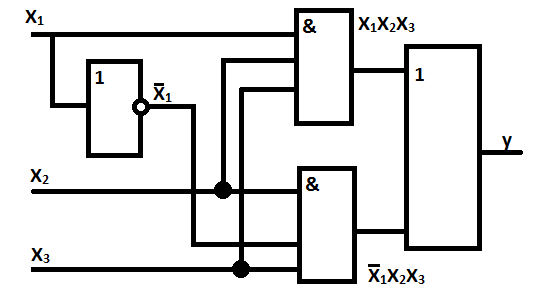 X₁
& X₁X₂X₃
1
1 X̅₁
X₂
&
y
X₃
X̅₁X₂X₃